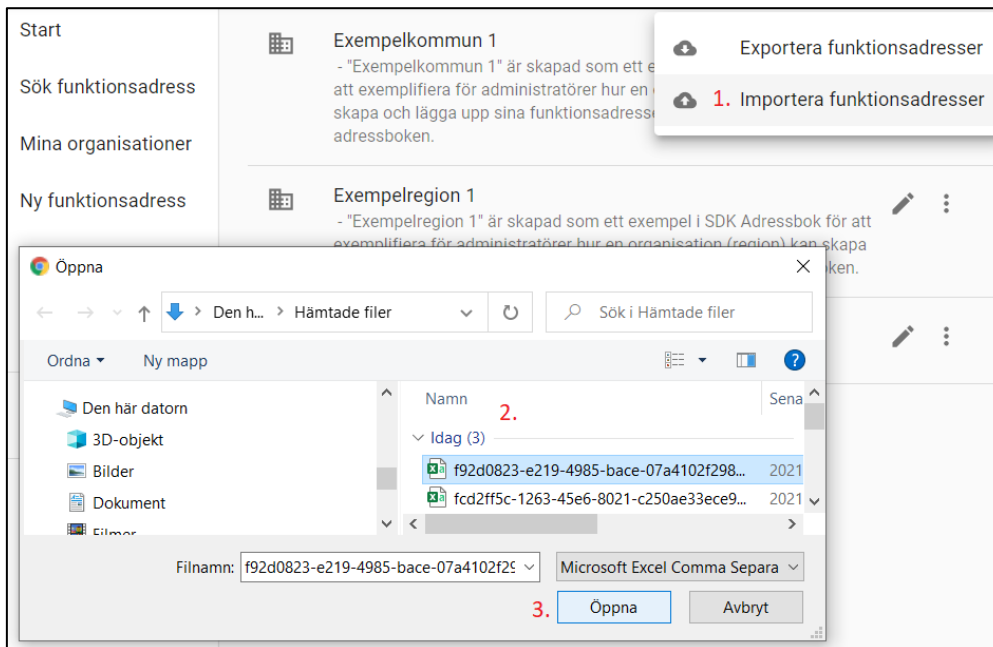 Start
Sök funktionsadress
Mina organisationer
Ny funktionsadress
Exempelkommun 1
- "Exempelkommun 1" är skapad som ett e
att exemplifiera för administratörer hur en
skapa och lägga upp sina funktionsadresse
adressboken.
Exportera funktionsadresser
1. Importera funktionsadresser
Exempelregion 1
- "Exempelregion 1" är skapad som ett exempel i SDK Adressbok för att
exemplifiera för administratörer hur en organisation (region) kan skapa
ken.
Öppna
Den h... > Hämtade filer
Sök i Hämtade filer
Ordna
Ny mapp
Den här datorn
3D-objekt
Bilder
Dokument
Filmer
Namn
Sena
2.
Idag (3)
f92d0823-e219-4985-bace-07a4102f298... 2021
fcd2ff5c-1263-45e6-8021-c250ae33ece9... 2021
Filnamn: f92d0823-e219-4985-bace-07a4102f29
Microsoft Excel Comma Separa
3. Öppna
Avbryt